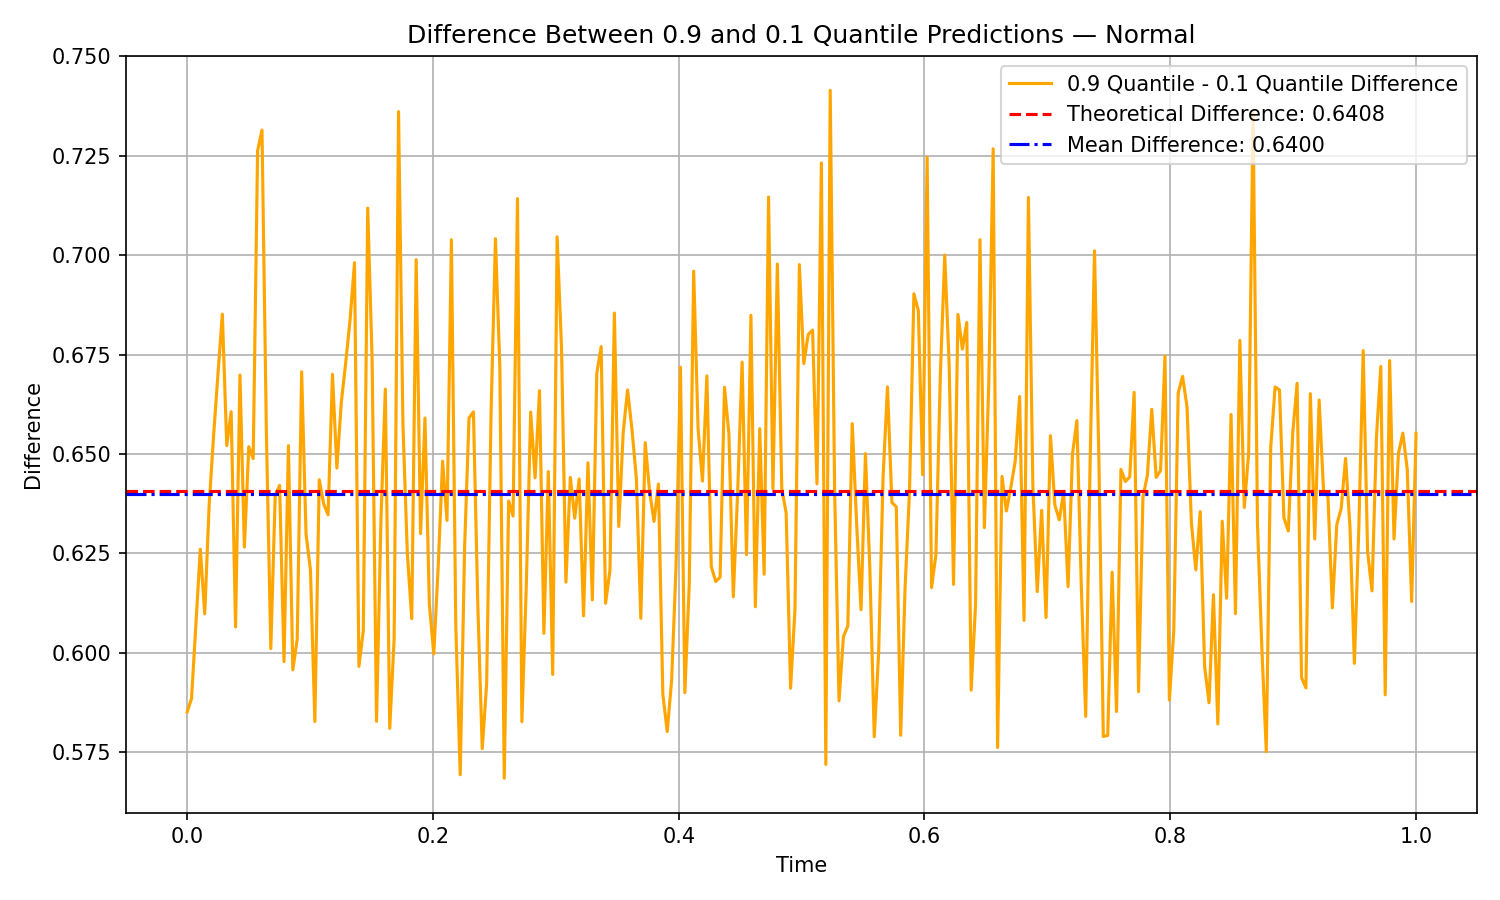 Difference Between 0.9 and 0.1 Quantile Predictions — Normal
0.9 Quantile - 0.1 Quantile Difference
Theoretical Difference: 0.6408
Mean Difference: 0.6400
Difference
0.750
0.725
0.700
0.675
0.650
0.625
0.600
0.575
0.0 0.2 0.4 0.6 0.8 1.0
Time